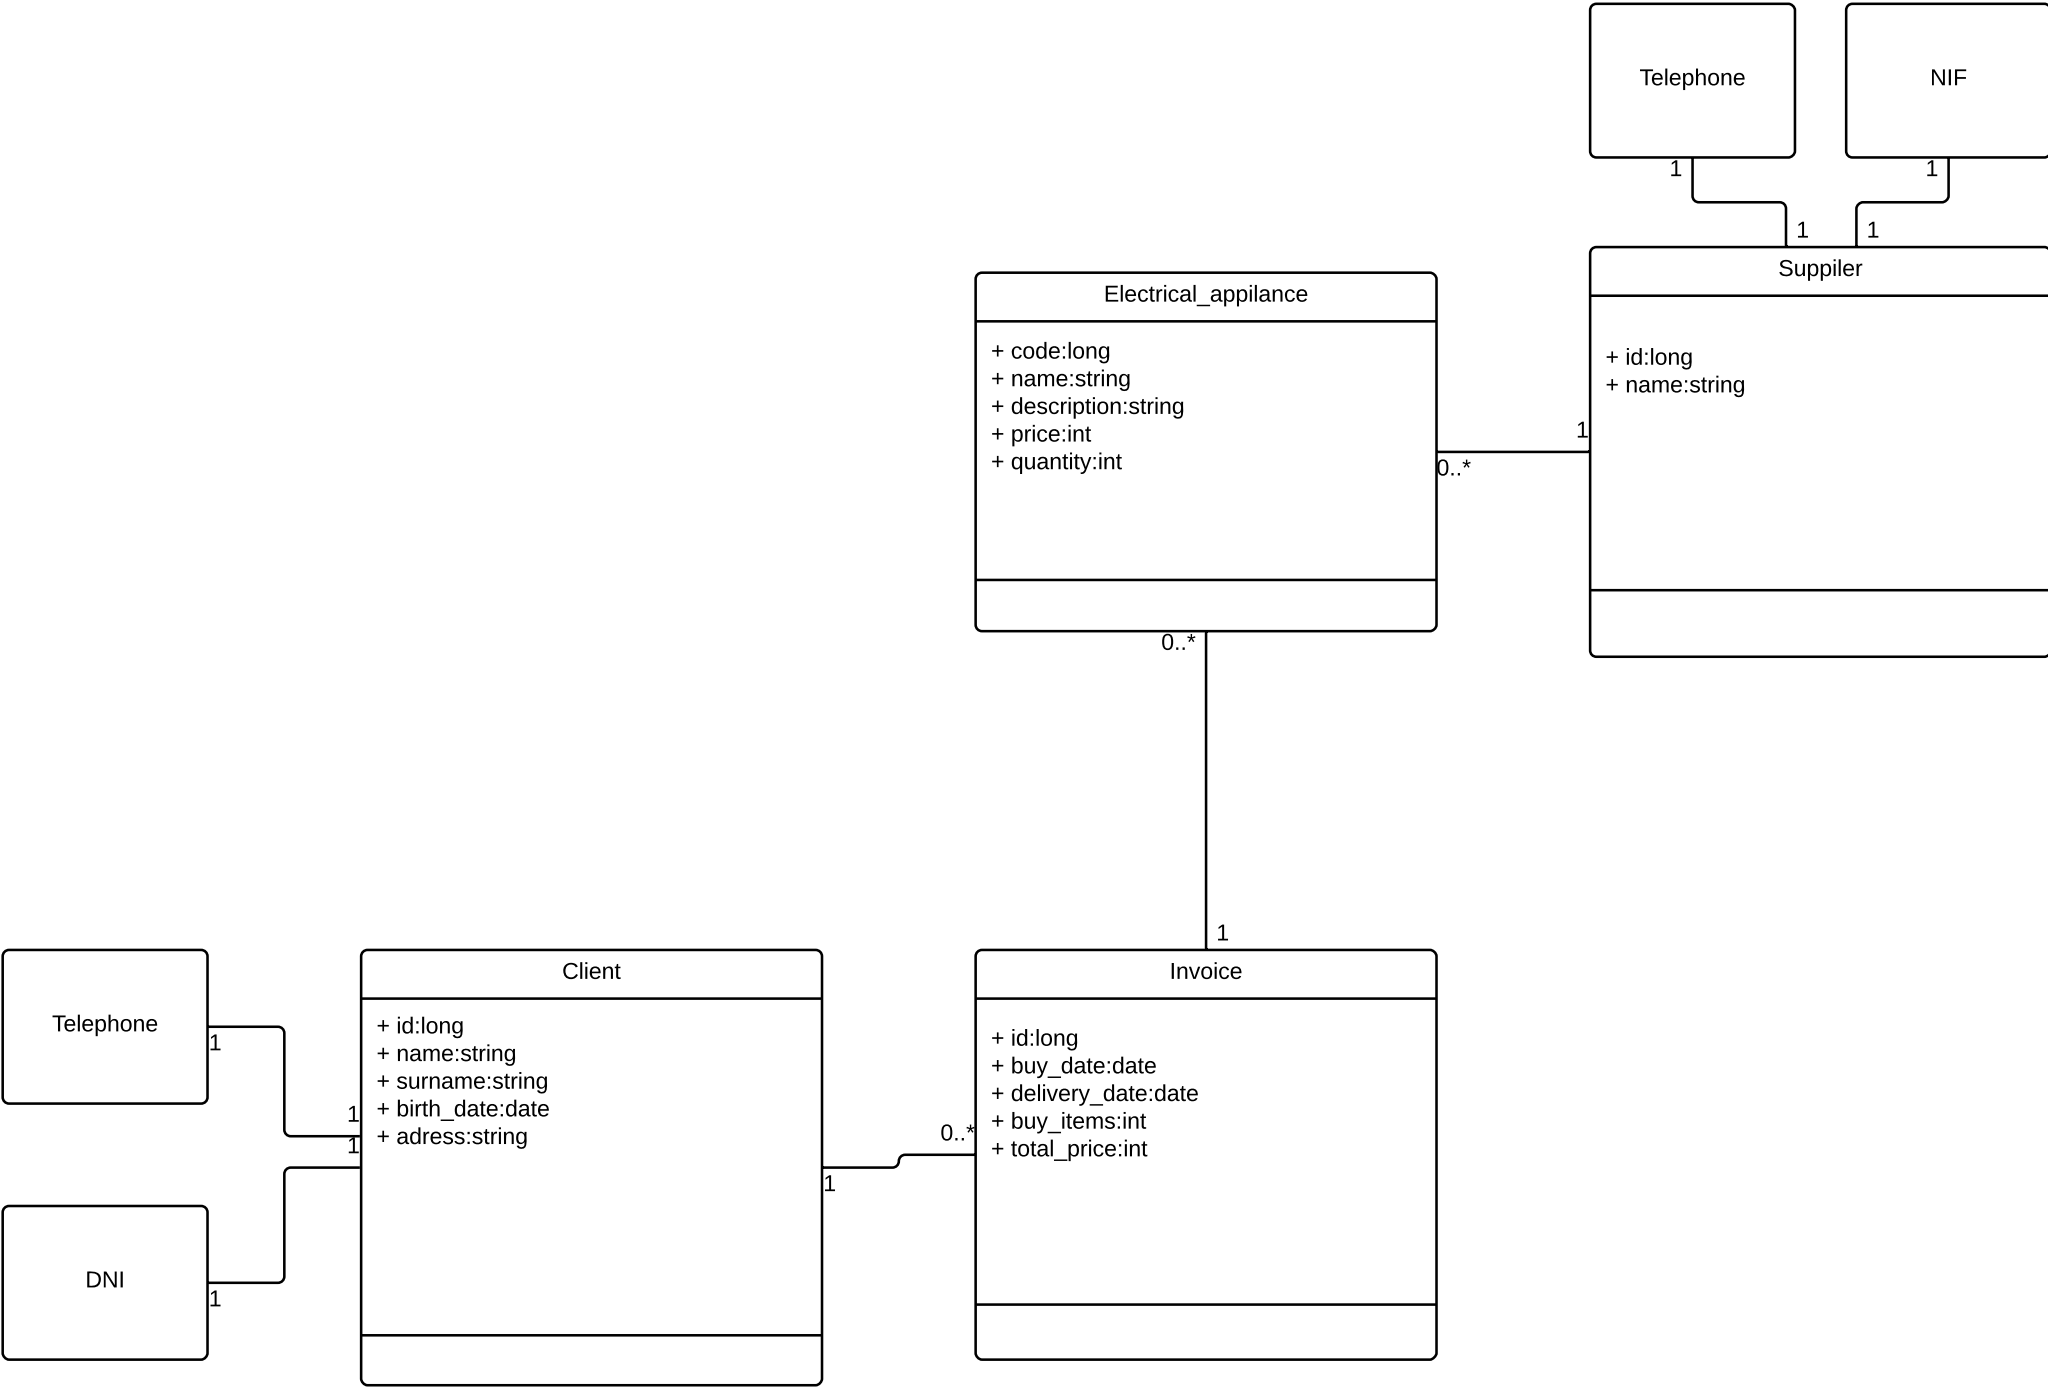 Telephone
NIF
1
1
1
1
Suppiler
+ id:long
+ name:string
Electrical_appilance
+ code:long
+ name:string
+ description:string
+ price:int
+ quantity:int
1
0..*
0..*
1
Telephone
1
DNI
1
1
1
Client
+ id:long
+ name:string
+ surname:string
+ birth_date:date
+ adress:string
1
0..*
Invoice
+ id:long
+ buy_date:date
+ delivery_date:date
+ buy_items:int
+ total_price:int